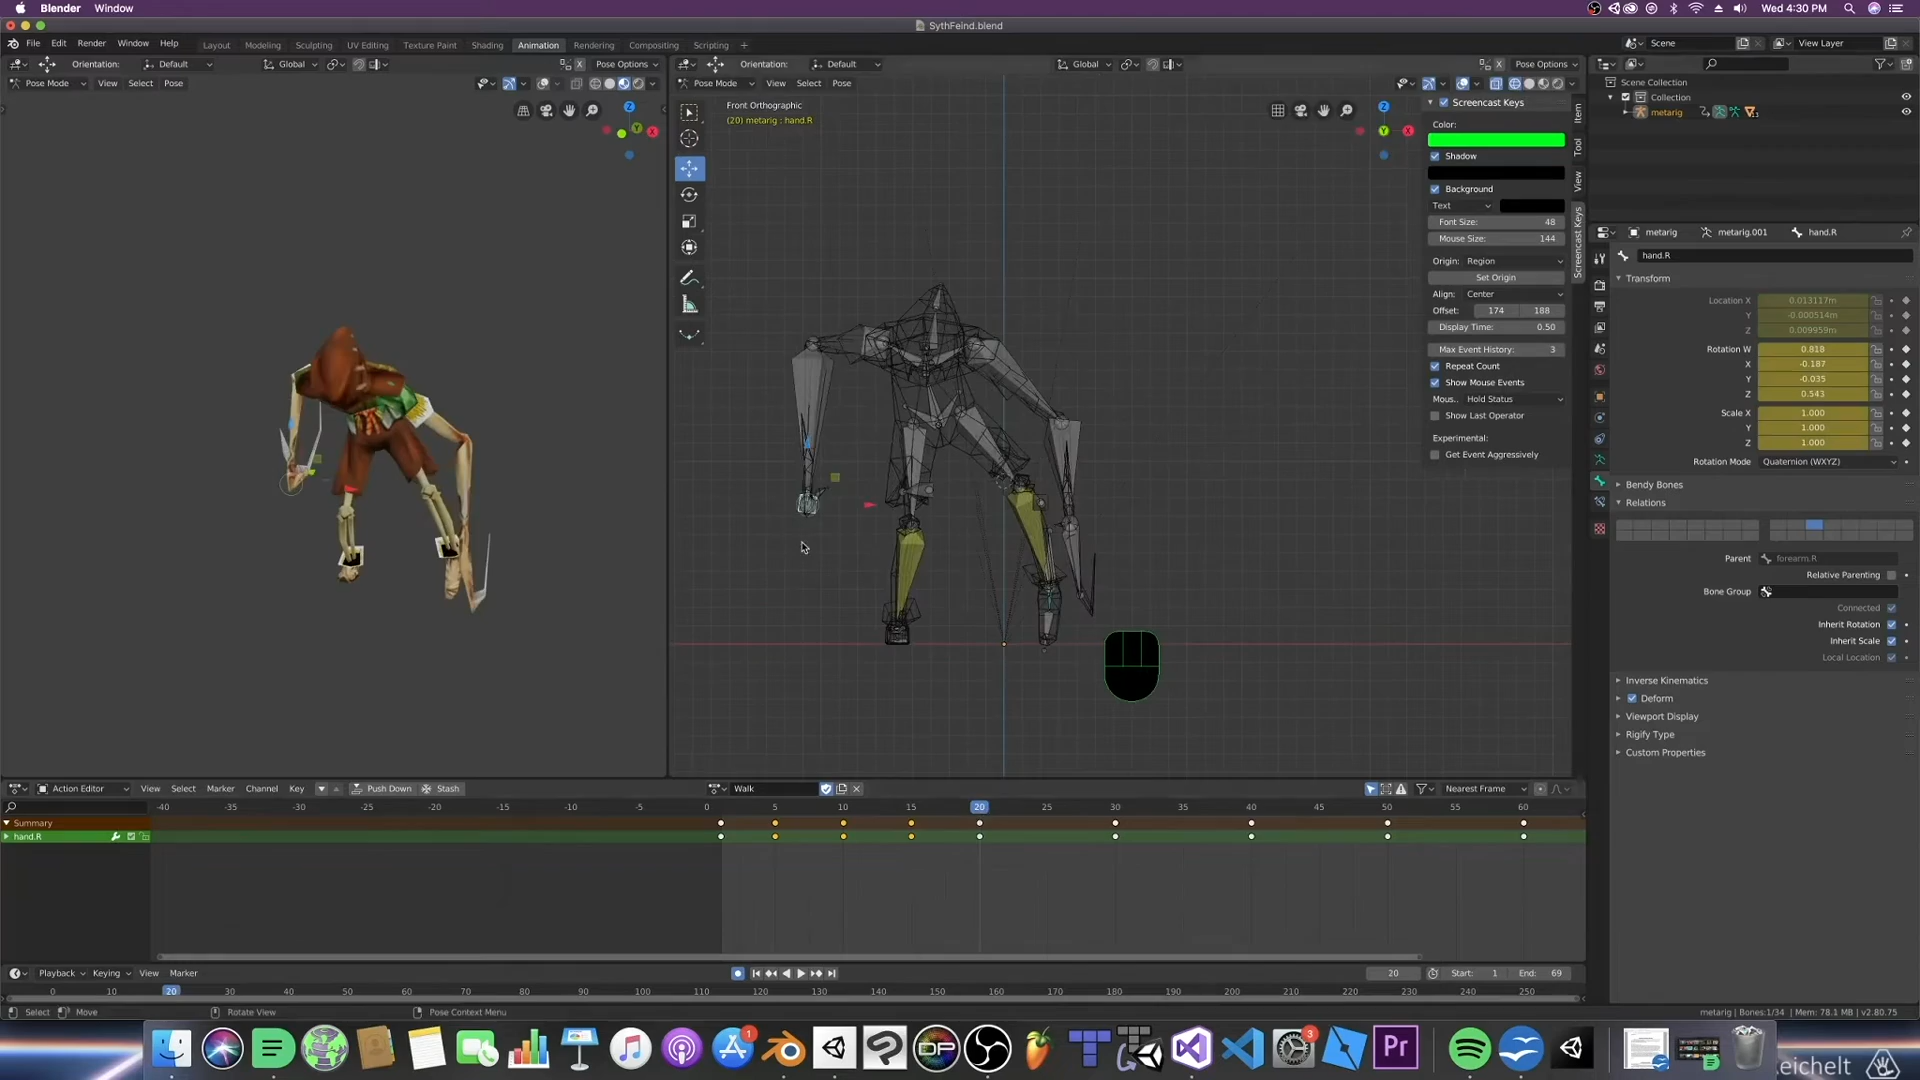 Blender Window Wed 4:30 PM
SythFeind.blend
File Edit Render Window Help Layout Modeling Sculpting UV Editing Texture Paint Shading Animation Rendering Compositing Scripting + Scene View Layer
Orientation: Default Global Pose Options Orientation: Default Global Pose Options
Pose Mode View Select Pose Pose Mode View Select Pose
Scene Collection
Collection
metarig
Front Orthographic
(20) metarig : hand.R
Screencast Keys
Color:
Shadow
Background
Text
Font Size: 48
Mouse Size: 144
Origin: Region
Set Origin
Align: Center
Offset: 174 188
Display Time: 0.50
Max Event History: 3
Repeat Count
Show Mouse Events
Mous.. Hold Status
Show Last Operator
Experimental:
Get Event Aggressively
Item
Tool
View
Screencast Keys
metarig metarig.001 hand.R
hand.R
Transform
Location X 0.013117m
Y -0.000514m
Z 0.009959m
Rotation W 0.818
X -0.187
Y -0.035
Z 0.543
Scale X 1.000
Y 1.000
Z 1.000
Rotation Mode Quaternion (WXYZ)
Bendy Bones
Relations
Parent forearm.R
Relative Parenting
Bone Group
Connected
Inherit Rotation
Inherit Scale
Local Location
Inverse Kinematics
Deform
Viewport Display
Rigify Type
Custom Properties
Action Editor View Select Marker Channel Key Push Down Stash Walk Nearest Frame
-40 -35 -30 -25 -20 -15 -10 -5 0 5 10 15 20 25 30 35 40 45 50 55 60
Summary
hand.R
Playback Keying View Marker 20 Start: 1 End: 69
0 10 20 30 40 50 60 70 80 90 100 110 120 130 140 150 160 170 180 190 200 210 220 230 240 250
Select Move Rotate View Pose Context Menu metarig | Bones:1/34 | Mem: 78.1 MB | v2.80.75
1 DP 3 Pr
eichelt